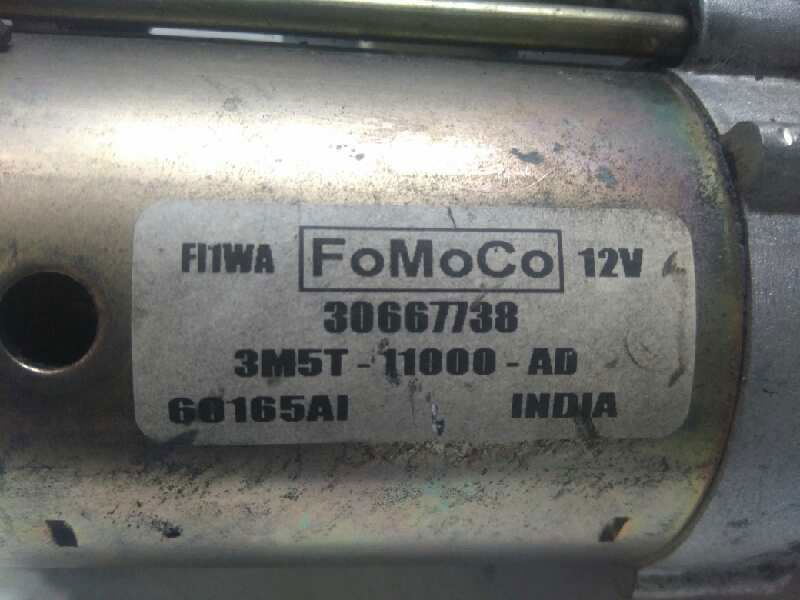 FI1WA FoMoCo 12V
30667738
3M5T - 11000 - AD
60165AI INDIA